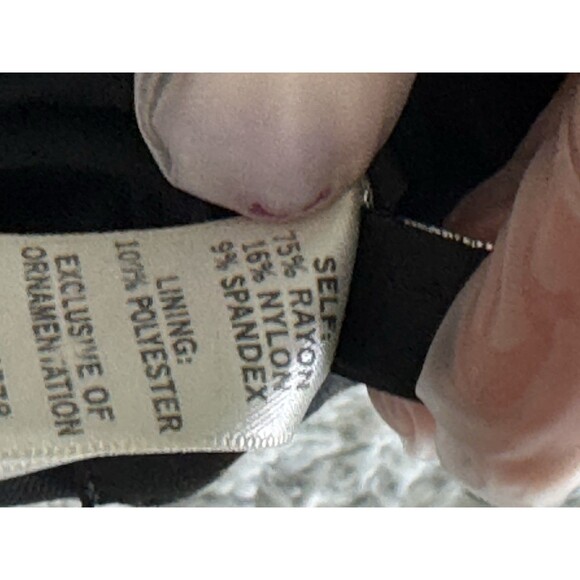 SELF:
75% RAYON
16% NYLON
9% SPANDEX
LINING:
100% POLYESTER
EXCLUSIVE OF
ORNAMENTATION